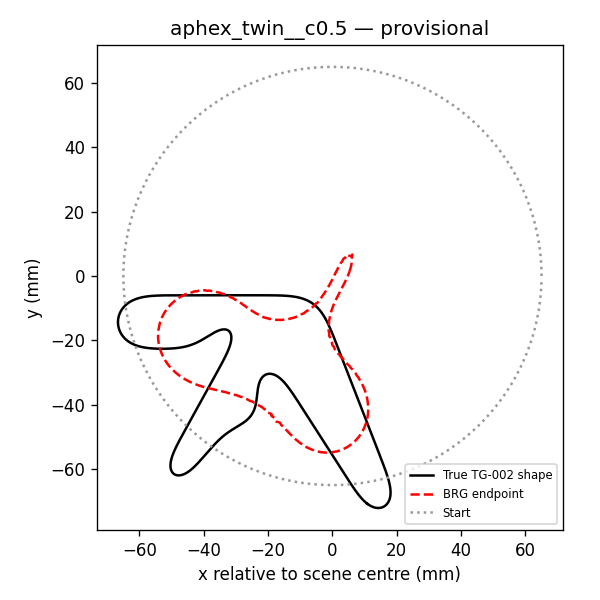 aphex_twin__c0.5 — provisional
y (mm)
60
40
20
0
−20
−40
−60
−60
−40
−20
0
20
40
60
x relative to scene centre (mm)
True TG-002 shape
BRG endpoint
Start